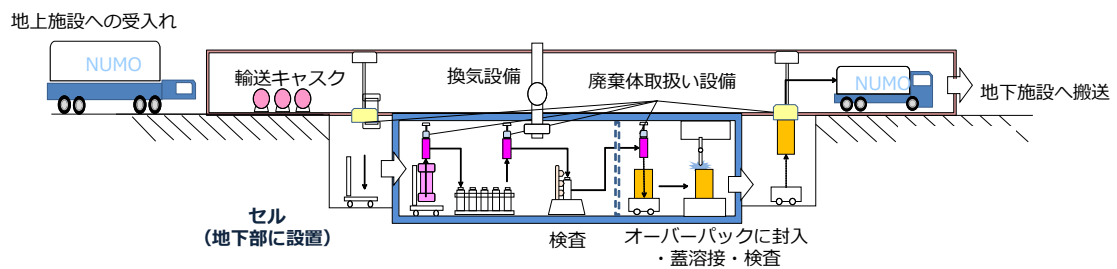 地上施設への受入れ
NUMO
輸送キャスク
換気設備
廃棄体取扱い設備
NUMO
地下施設へ搬送
セル
（地下部に設置）
検査
オーバーパックに封入
・蓋溶接・検査